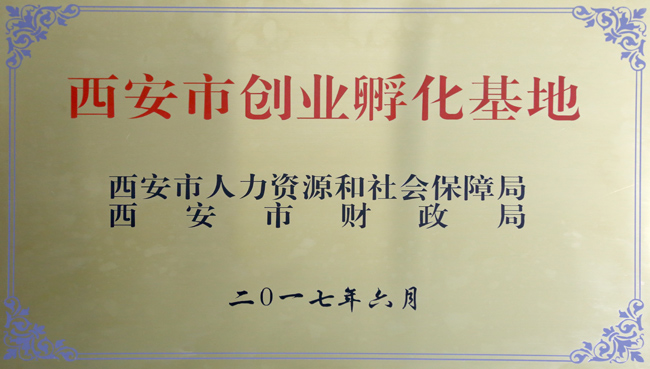 西安市创业孵化基地
西安市人力资源和社会保障局
西安市财政局
二〇一七年六月